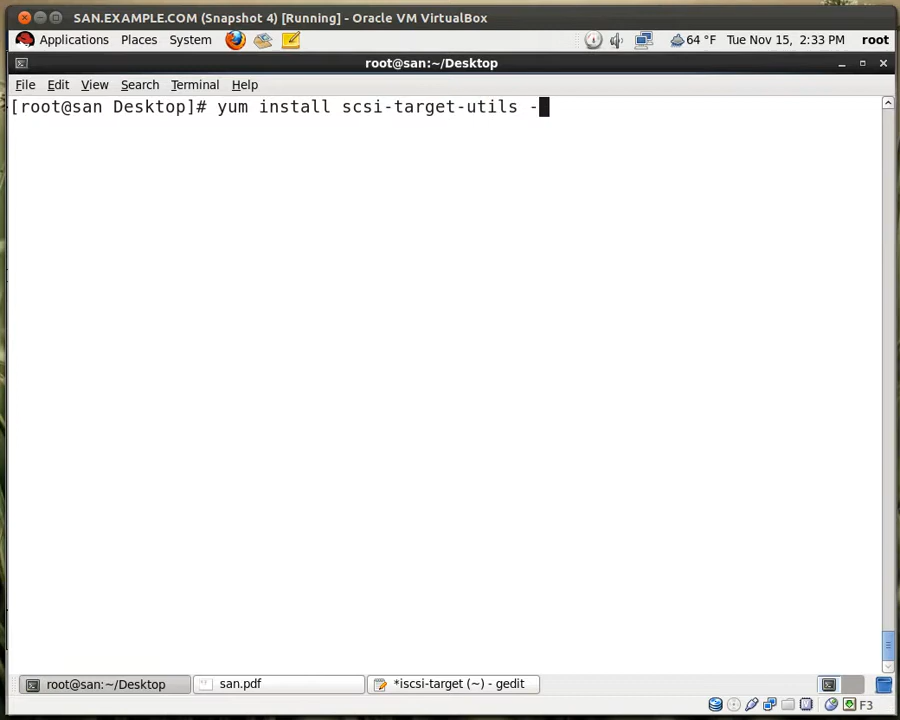 SAN.EXAMPLE.COM (Snapshot 4) [Running] - Oracle VM VirtualBox
Applications Places System 64 °F Tue Nov 15, 2:33 PM root
root@san:~/Desktop
File Edit View Search Terminal Help
[root@san Desktop]# yum install scsi-target-utils -
root@san:~/Desktop san.pdf *iscsi-target (~) - gedit
F3